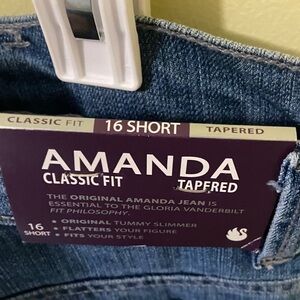 CLASSIC FIT 16 SHORT TAPERED
AMANDA
CLASSIC FIT TAPERED
THE ORIGINAL AMANDA JEAN IS
ESSENTIAL TO THE GLORIA VANDERBILT
FIT PHILOSOPHY
• ORIGINAL TUMMY SLIMMER
16 • FLATTERS YOUR FIGURE
SHORT • FITS YOUR STYLE